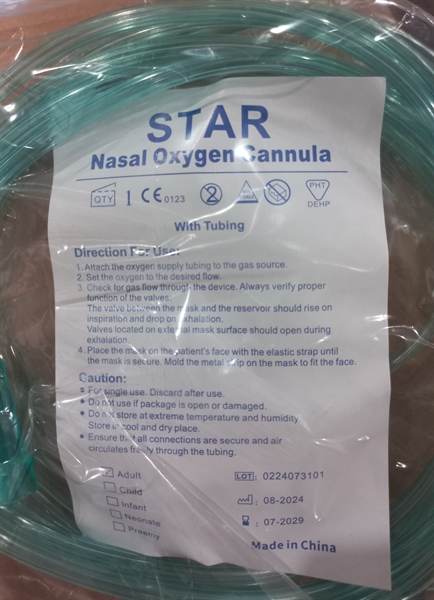 STAR
Nasal Oxygen Cannula
QTY 1 CE 0123 2 PHT
DEHP
With Tubing
Direction For Use:
1. Attach the oxygen supply tubing to the gas source.
2. Set the oxygen to the desired flow.
3. Check for gas flow through the device. Always verify proper
function of the valves:
The valve between the mask and the reservoir should rise on
inspiration and drop on exhalation.
Valves located on external mask surface should open during
exhalation.
4. Place the mask on the patient's face with the elastic strap until
the mask is secure. Mold the metal strip on the mask to fit the face.
Caution:
• For single use. Discard after use.
• Do not use if package is open or damaged.
• Do not store at extreme temperature and humidity
Store in cool and dry place.
• Ensure that all connections are secure and air
circulates freely through the tubing.
Adult
Child
Infant
Neonate
Preemy
LOT: 0224073101
: 08-2024
: 07-2029
Made in China